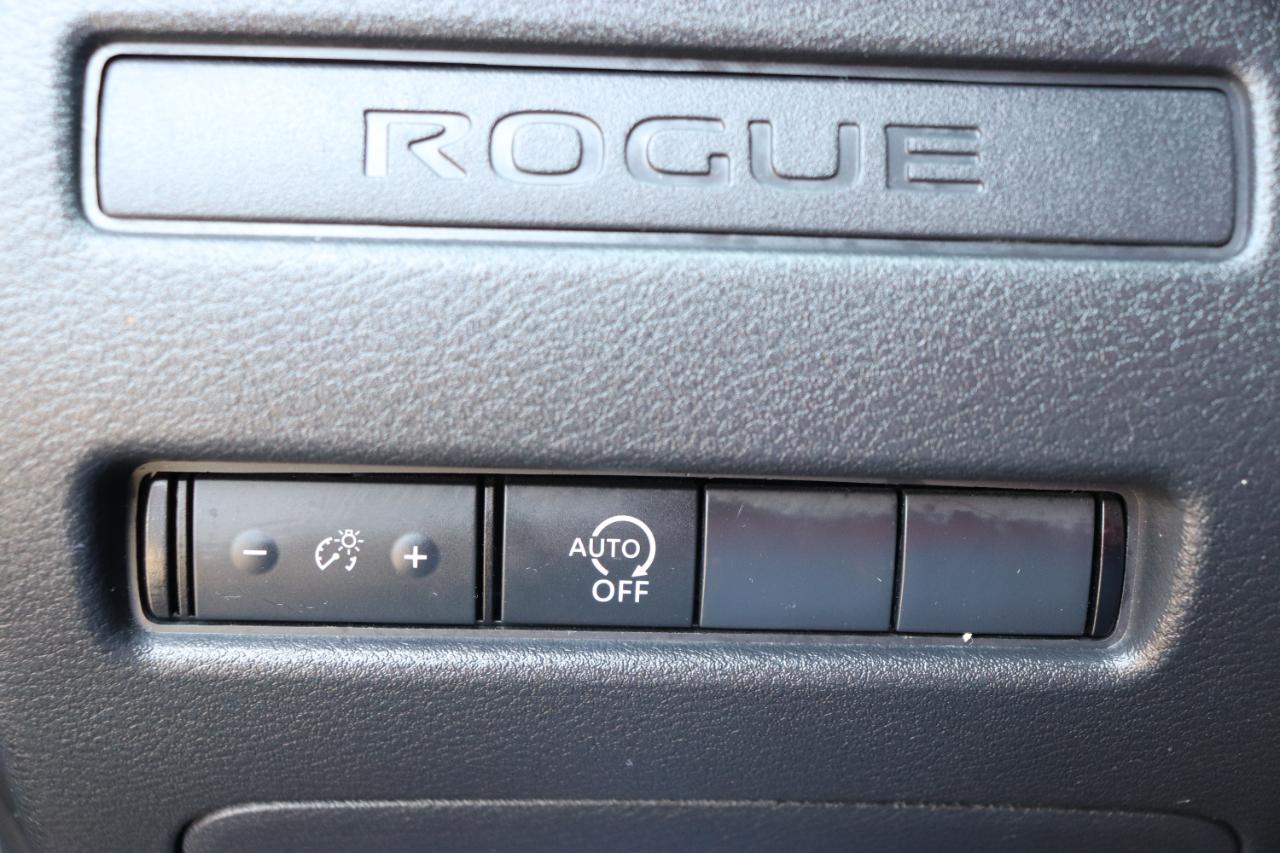 ROGUE
- +
AUTO
OFF